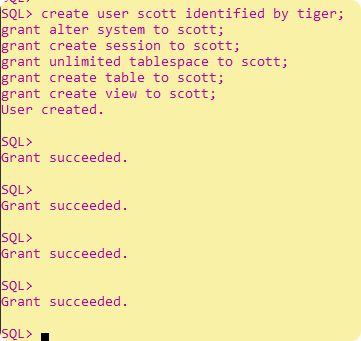 SQL> create user scott identified by tiger;
grant alter system to scott;
grant create session to scott;
grant unlimited tablespace to scott;
grant create table to scott;
grant create view to scott;
User created.
SQL>
Grant succeeded.
SQL>
Grant succeeded.
SQL>
Grant succeeded.
SQL>
Grant succeeded.
SQL>